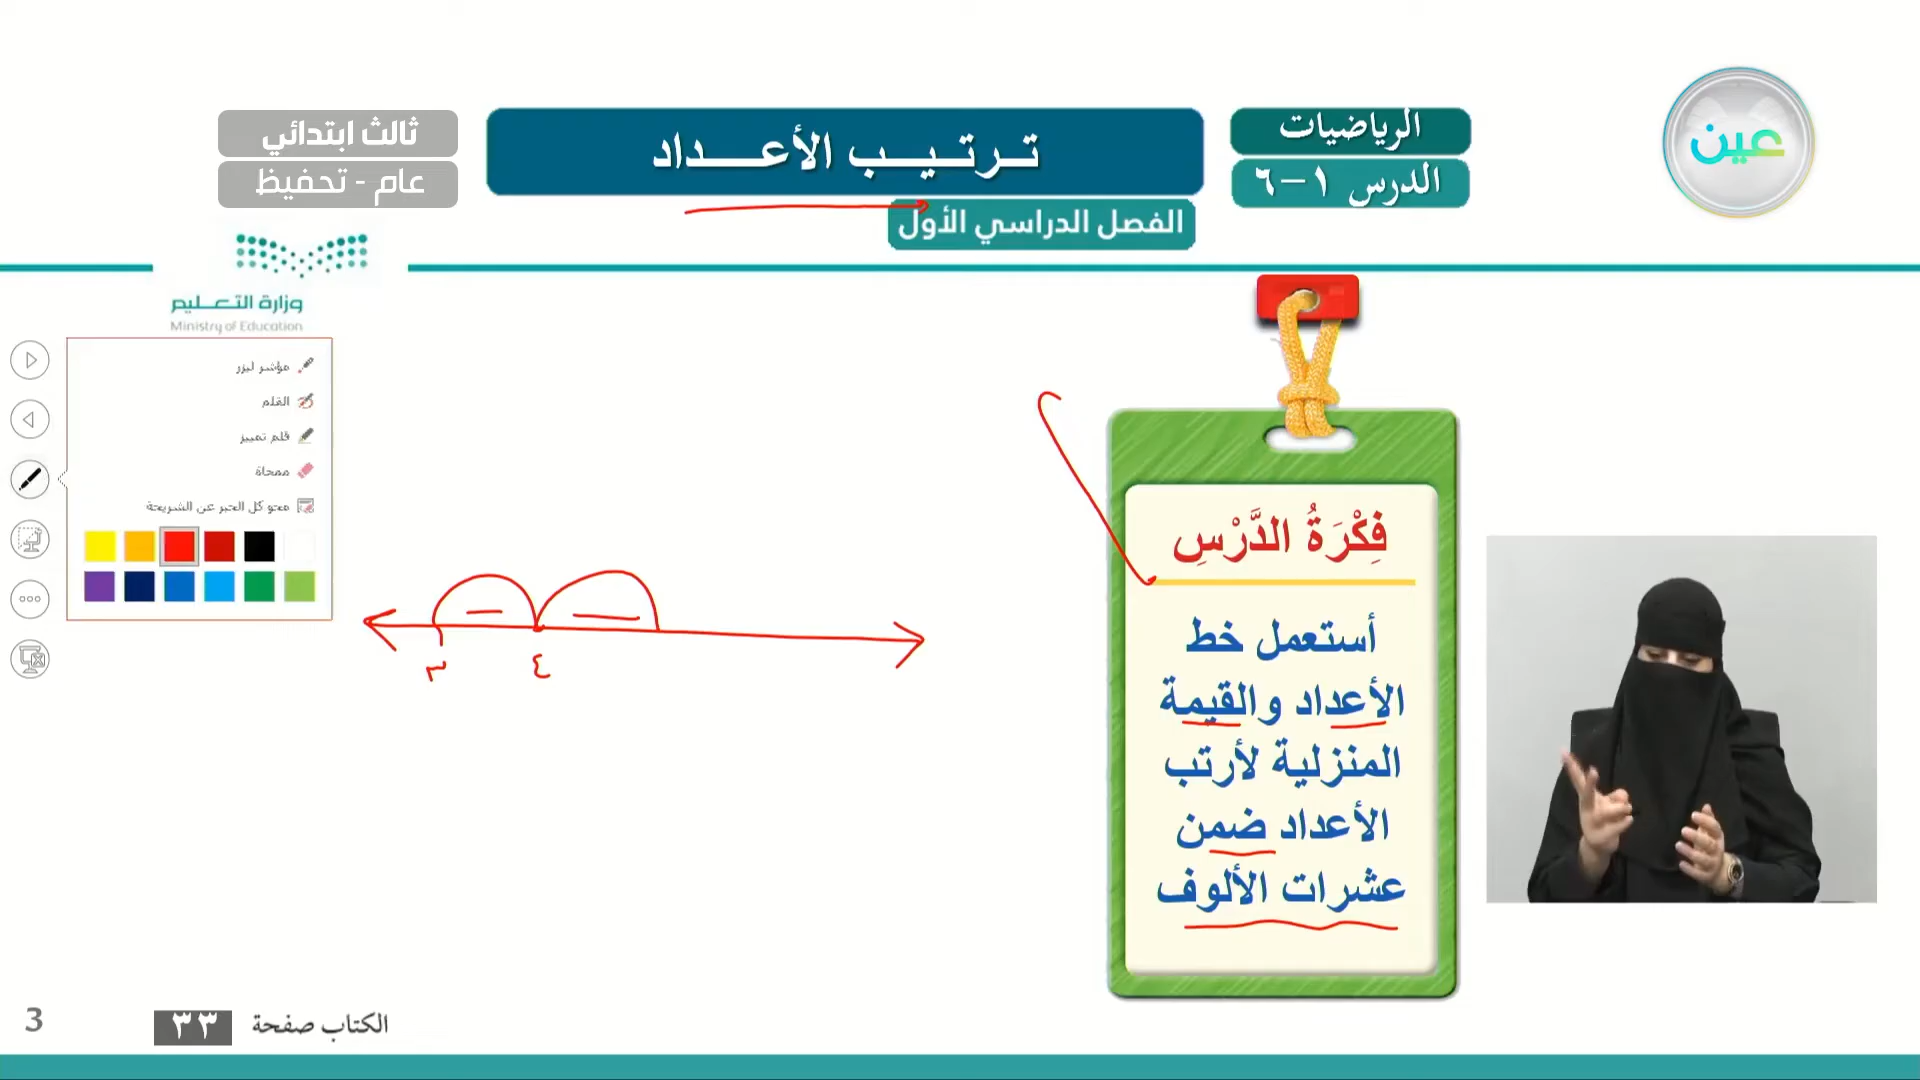 عين
الرياضيات
الدرس ١-٦
ترتيب الأعداد
الفصل الدراسي الأول
ثالث ابتدائي
عام - تحفيظ
وزارة التعليم
Ministry of Education
مؤشر ليزر
القلم
قلم تمييز
ممحاة
محو كل الحبر عن الشريحة
فِكْرَةُ الدَّرْسِ
أستعمل خط
الأعداد والقيمة
المنزلية لأرتب
الأعداد ضمن
عشرات الألوف
٣ ٤
الكتاب صفحة ٣٣
3